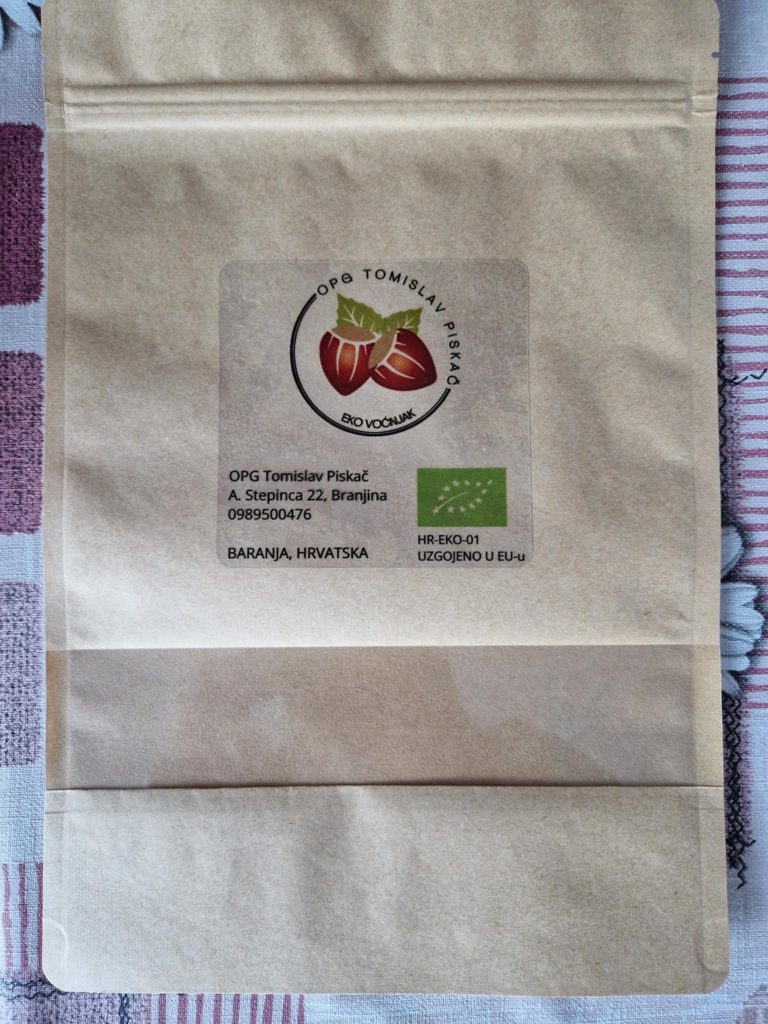 OPG TOMISLAV PISKAČ
EKO VOĆNJAK
OPG Tomislav Piskač
A. Stepinca 22, Branjina
0989500476
BARANJA, HRVATSKA
HR-EKO-01
UZGOJENO U EU-u